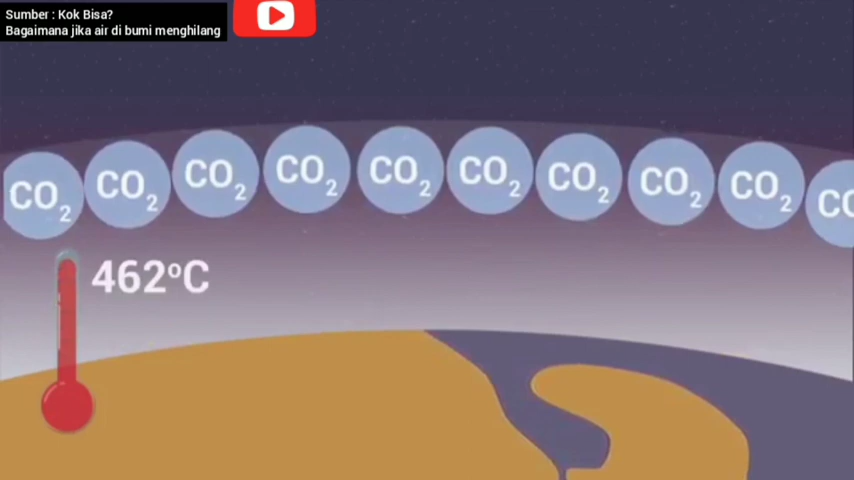 Sumber : Kok Bisa?
Bagaimana jika air di bumi menghilang
CO2 CO2 CO2 CO2 CO2 CO2 CO2 CO2 CO2 CO
462°C